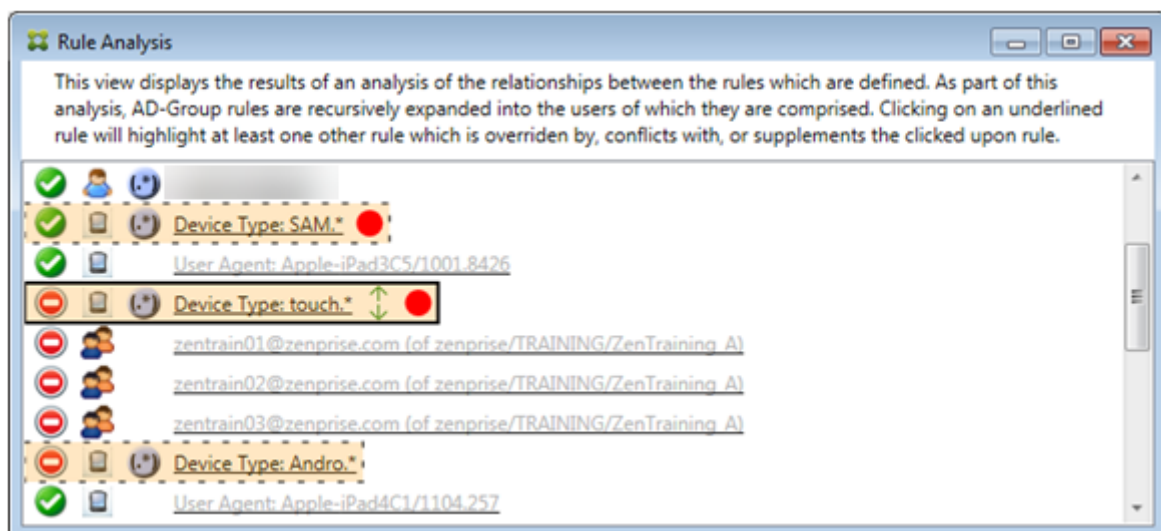 Rule Analysis
This view displays the results of an analysis of the relationships between the rules which are defined. As part of this
analysis, AD-Group rules are recursively expanded into the users of which they are comprised. Clicking on an underlined
rule will highlight at least one other rule which is overriden by, conflicts with, or supplements the clicked upon rule.
(.*)
(.*) Device Type: SAM.*
User Agent: Apple-iPad3C5/1001.8426
(.*) Device Type: touch.*
zentrain01@zenprise.com (of zenprise/TRAINING/ZenTraining_A)
zentrain02@zenprise.com (of zenprise/TRAINING/ZenTraining_A)
zentrain03@zenprise.com (of zenprise/TRAINING/ZenTraining_A)
(.*) Device Type: Andro.*
User Agent: Apple-iPad4C1/1104.257